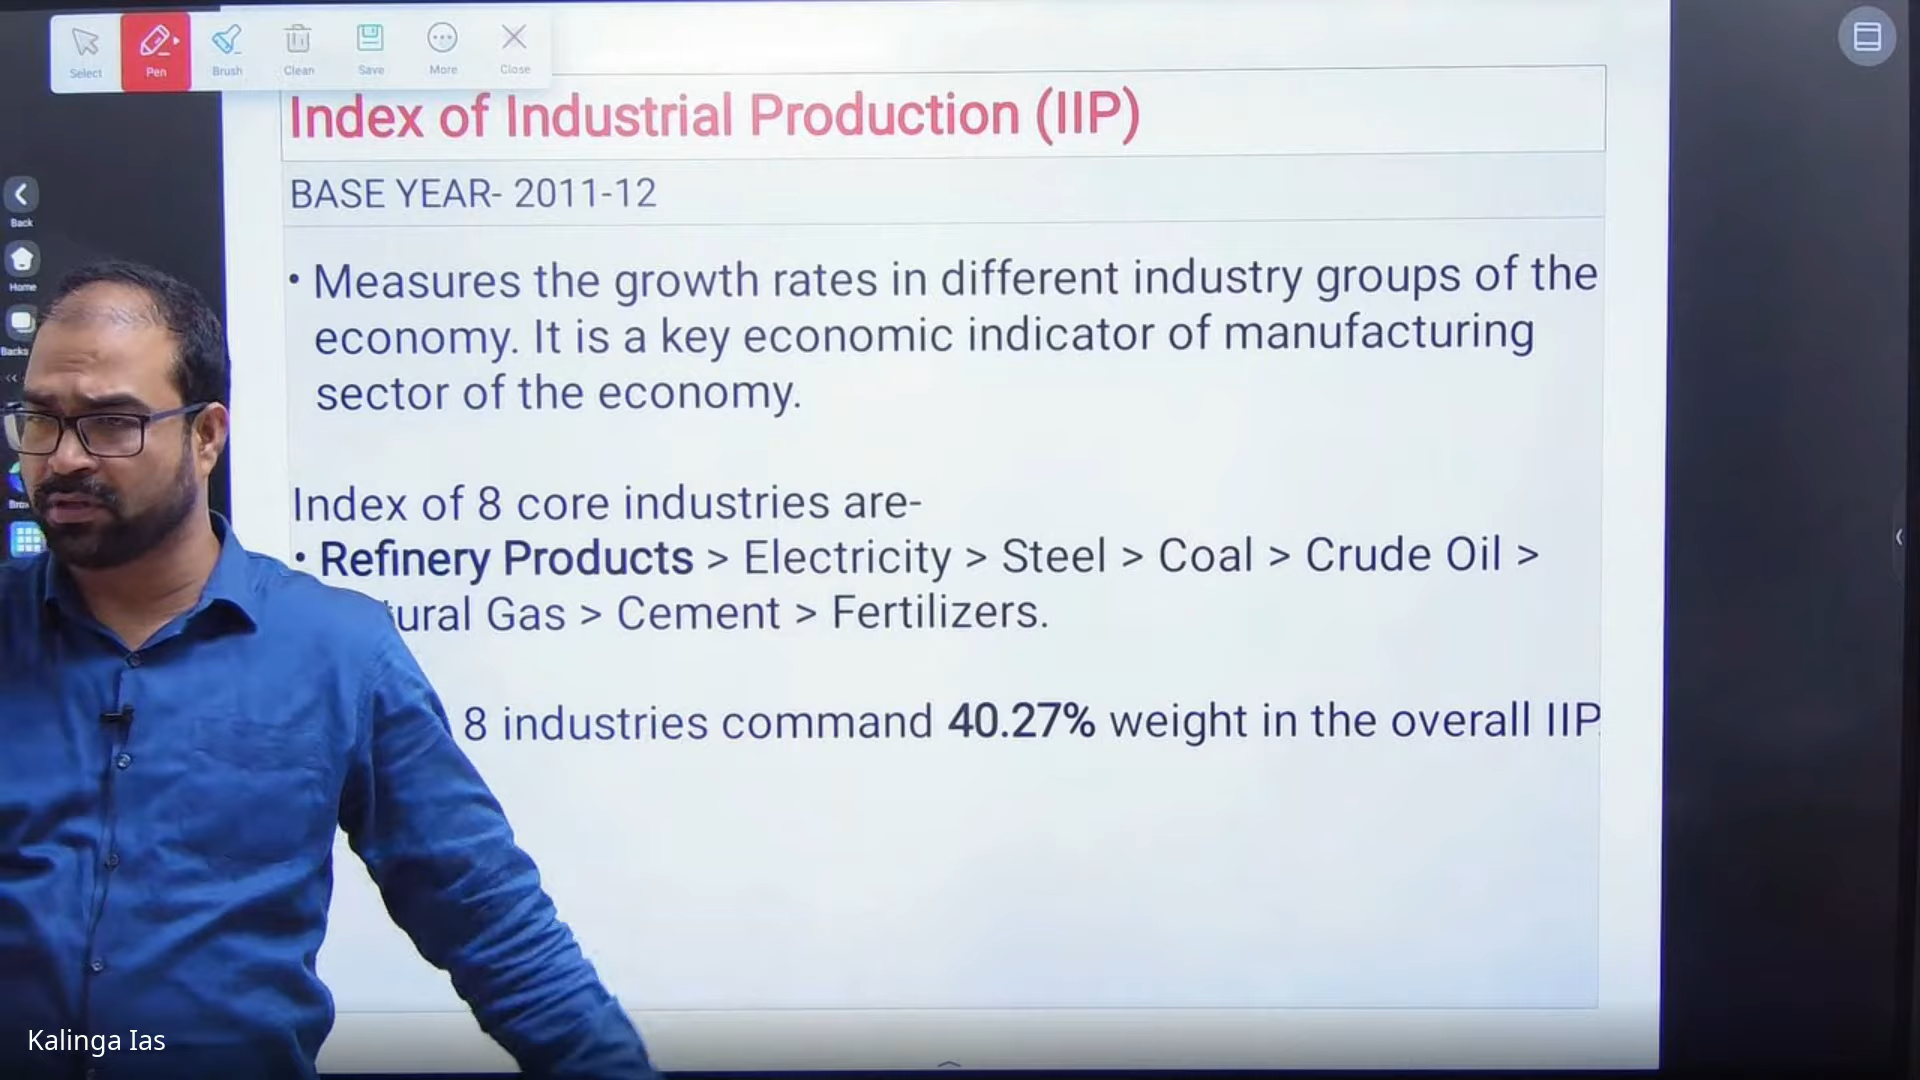 Select Pen Brush Clean Save More Close
Index of Industrial Production (IIP)
BASE YEAR- 2011-12
Back
• Measures the growth rates in different industry groups of the
Home
economy. It is a key economic indicator of manufacturing
Backs
sector of the economy.
Index of 8 core industries are-
• Refinery Products > Electricity > Steel > Coal > Crude Oil >
ural Gas > Cement > Fertilizers.
8 industries command 40.27% weight in the overall IIP.
Kalinga Ias